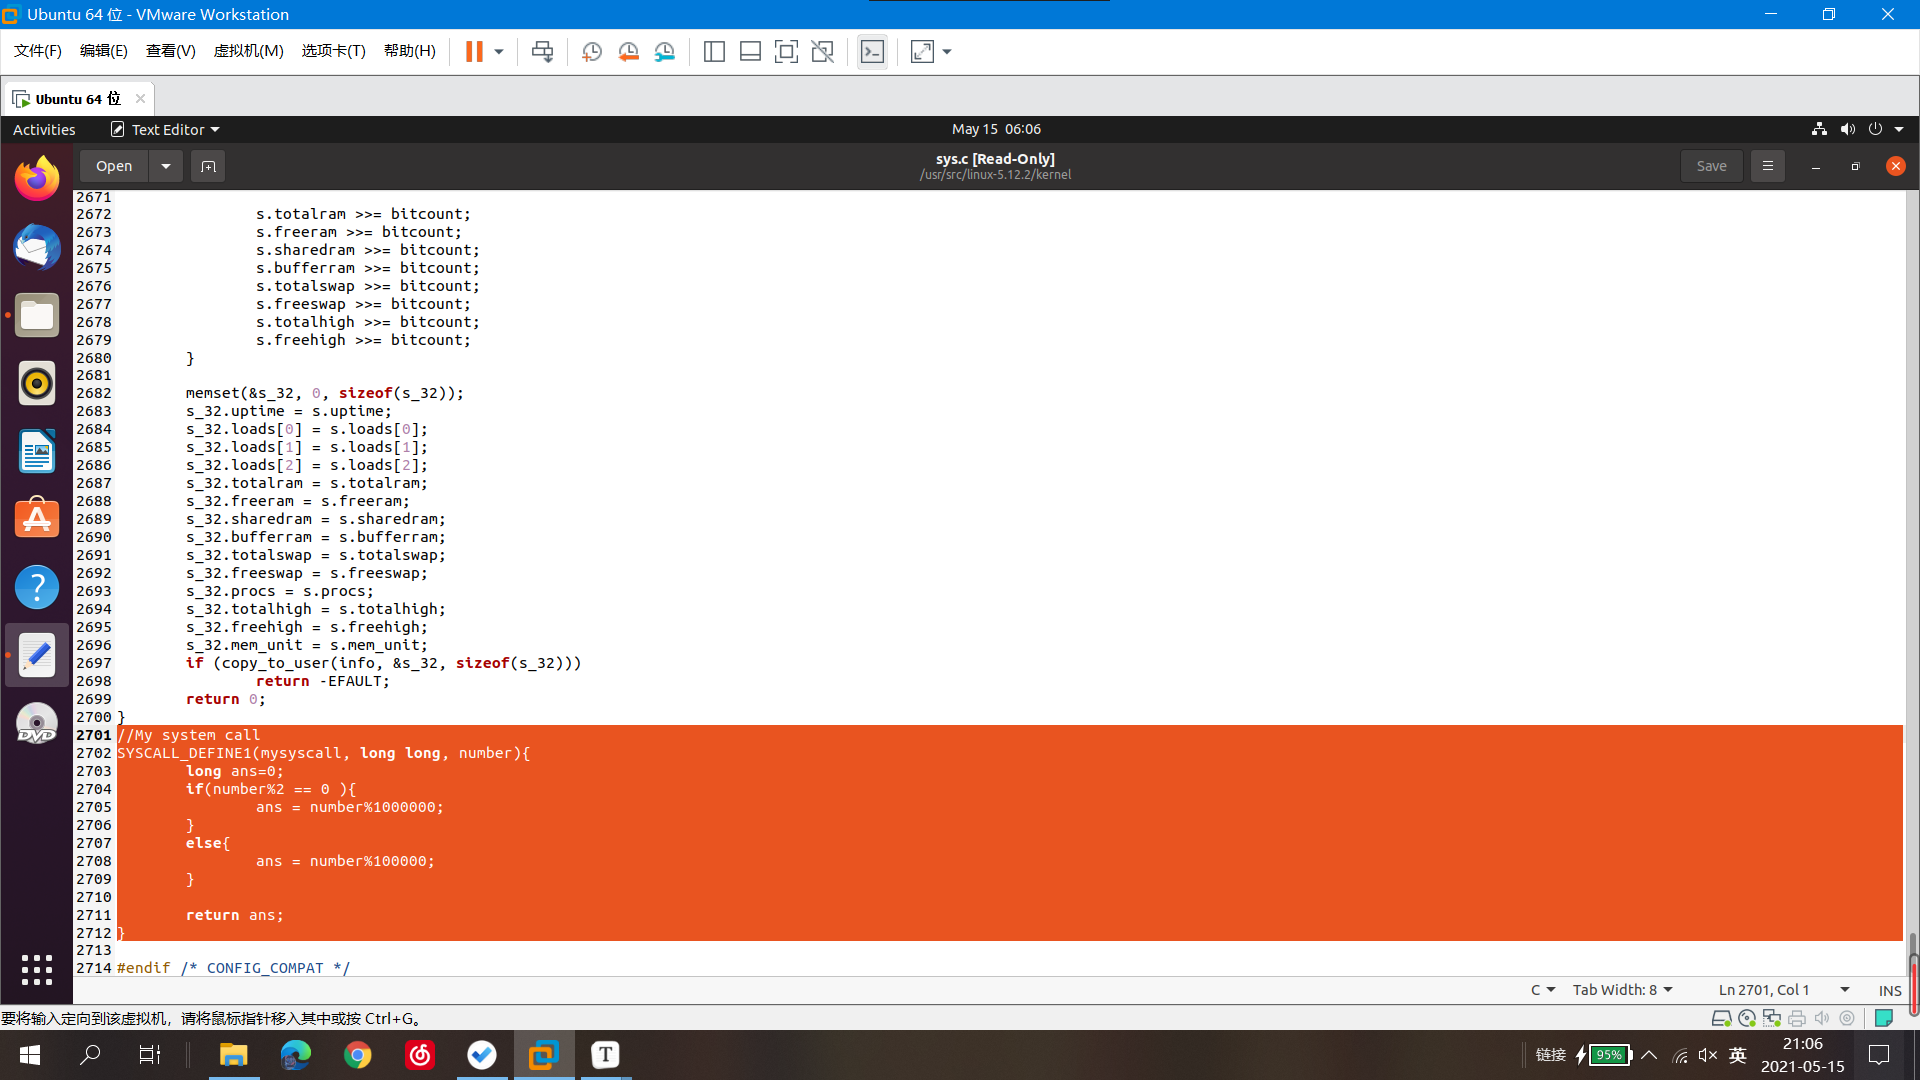 Ubuntu 64 位 - VMware Workstation
文件(F) 编辑(E) 查看(V) 虚拟机(M) 选项卡(T) 帮助(H)
Ubuntu 64 位
Activities Text Editor May 15 06:06
Open sys.c [Read-Only] Save
/usr/src/linux-5.12.2/kernel
2671
2672 s.totalram >>= bitcount;
2673 s.freeram >>= bitcount;
2674 s.sharedram >>= bitcount;
2675 s.bufferram >>= bitcount;
2676 s.totalswap >>= bitcount;
2677 s.freeswap >>= bitcount;
2678 s.totalhigh >>= bitcount;
2679 s.freehigh >>= bitcount;
2680 }
2681
2682 memset(&s_32, 0, sizeof(s_32));
2683 s_32.uptime = s.uptime;
2684 s_32.loads[0] = s.loads[0];
2685 s_32.loads[1] = s.loads[1];
2686 s_32.loads[2] = s.loads[2];
2687 s_32.totalram = s.totalram;
2688 s_32.freeram = s.freeram;
2689 s_32.sharedram = s.sharedram;
2690 s_32.bufferram = s.bufferram;
2691 s_32.totalswap = s.totalswap;
2692 s_32.freeswap = s.freeswap;
2693 s_32.procs = s.procs;
2694 s_32.totalhigh = s.totalhigh;
2695 s_32.freehigh = s.freehigh;
2696 s_32.mem_unit = s.mem_unit;
2697 if (copy_to_user(info, &s_32, sizeof(s_32)))
2698 return -EFAULT;
2699 return 0;
2700 }
2701 //My system call
2702 SYSCALL_DEFINE1(mysyscall, long long, number){
2703 long ans=0;
2704 if(number%2 == 0 ){
2705 ans = number%1000000;
2706 }
2707 else{
2708 ans = number%100000;
2709 }
2710
2711 return ans;
2712 }
2713
2714 #endif /* CONFIG_COMPAT */
C Tab Width: 8 Ln 2701, Col 1 INS
要将输入定向到该虚拟机，请将鼠标指针移入其中或按 Ctrl+G。
链接 95% 英 21:06
2021-05-15
DVD
T